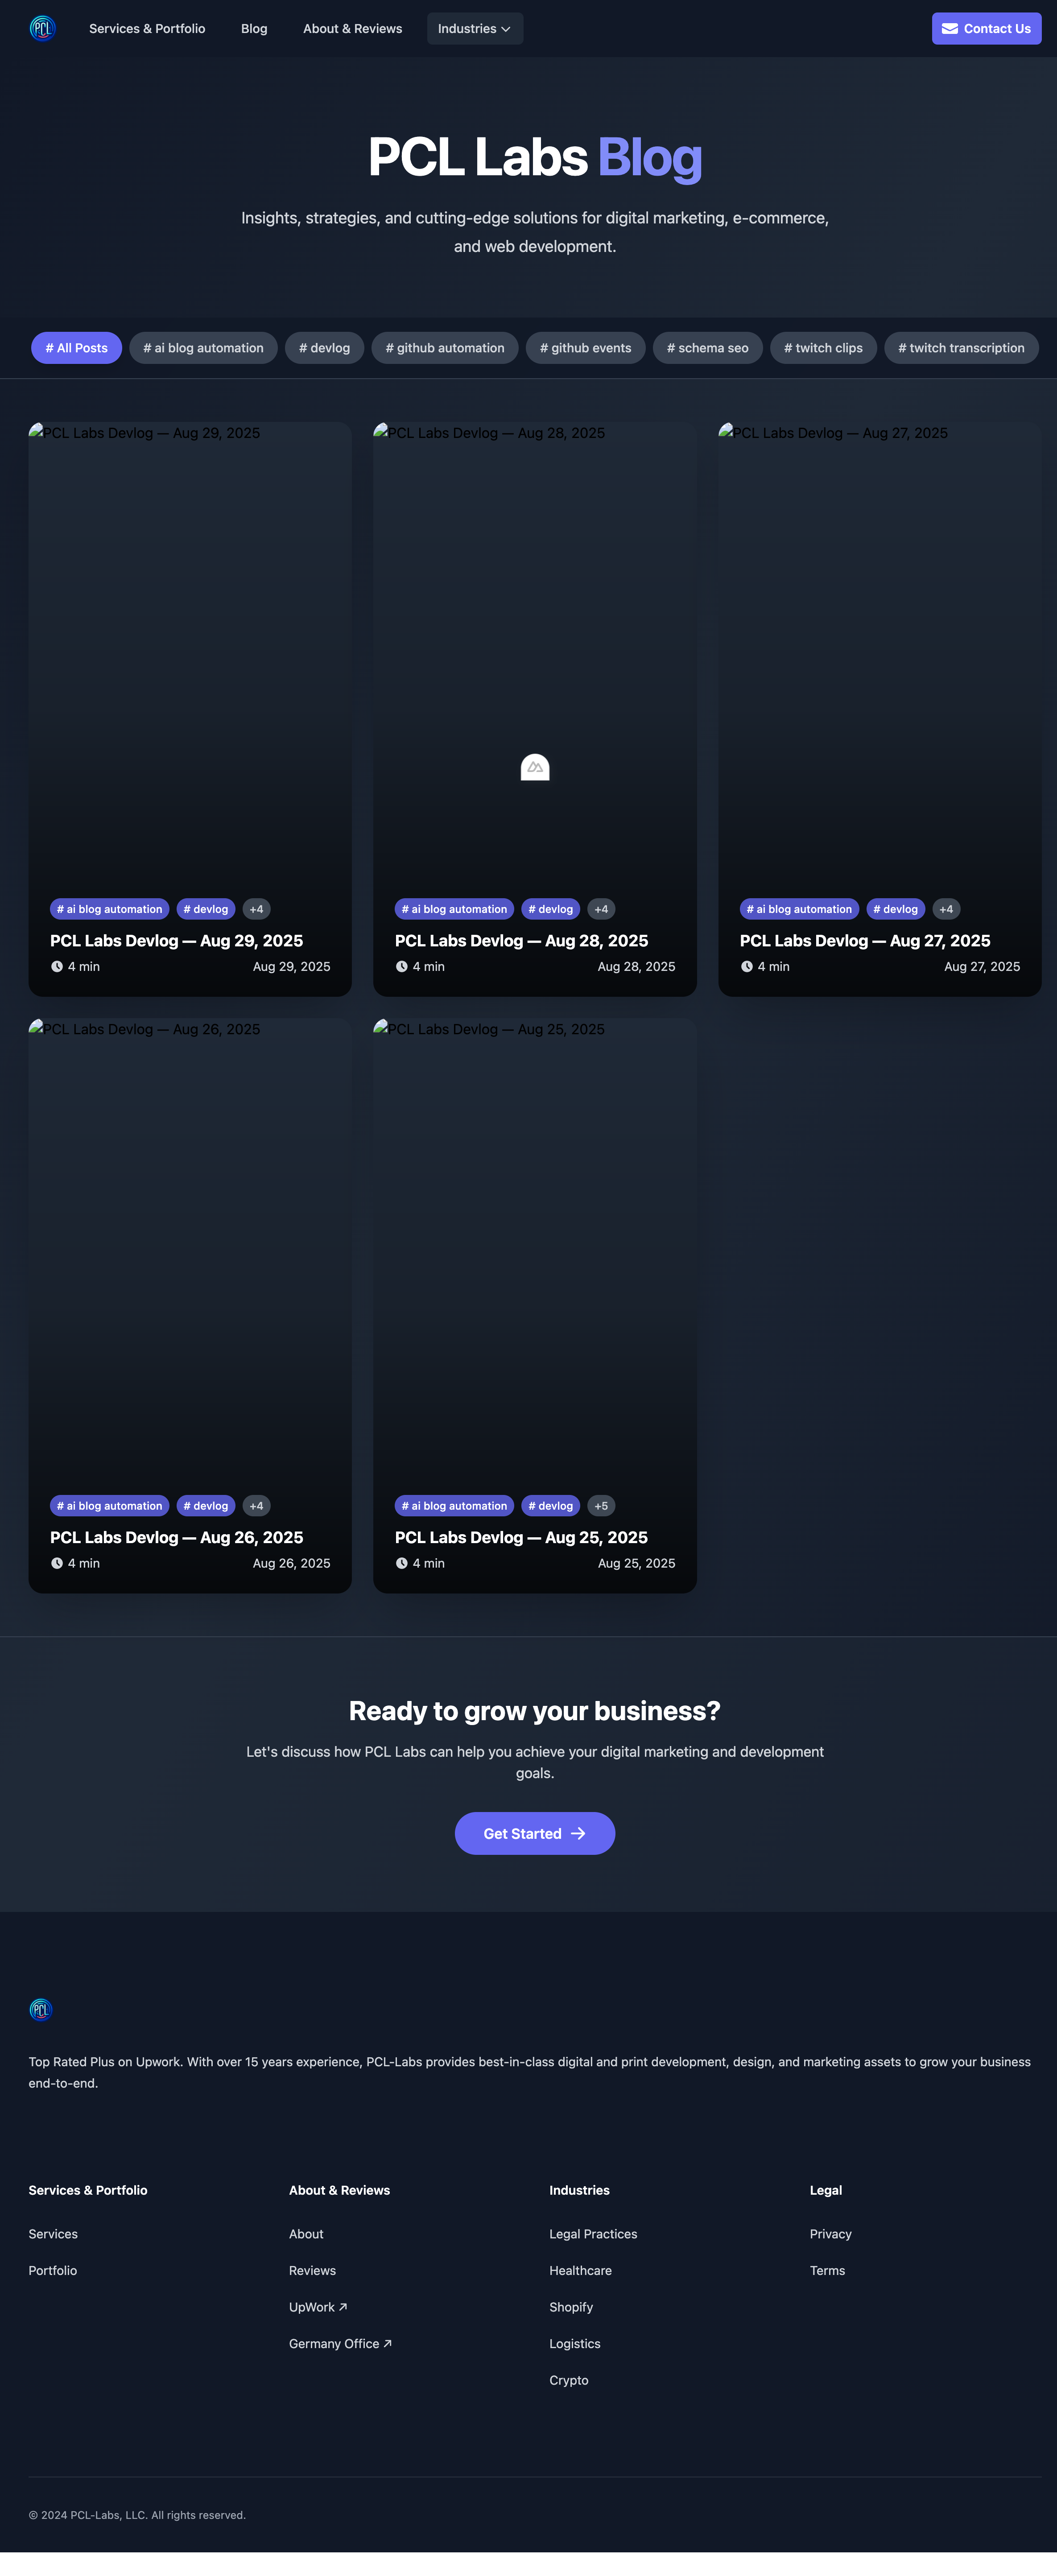 PCL
Services & Portfolio
Blog
About & Reviews
Industries
Contact Us
PCL Labs Blog
Insights, strategies, and cutting-edge solutions for digital marketing, e-commerce,
and web development.
# All Posts
# ai blog automation
# devlog
# github automation
# github events
# schema seo
# twitch clips
# twitch transcription
PCL Labs Devlog — Aug 29, 2025
# ai blog automation # devlog +4
PCL Labs Devlog — Aug 29, 2025
4 min Aug 29, 2025
PCL Labs Devlog — Aug 28, 2025
# ai blog automation # devlog +4
PCL Labs Devlog — Aug 28, 2025
4 min Aug 28, 2025
PCL Labs Devlog — Aug 27, 2025
# ai blog automation # devlog +4
PCL Labs Devlog — Aug 27, 2025
4 min Aug 27, 2025
PCL Labs Devlog — Aug 26, 2025
# ai blog automation # devlog +4
PCL Labs Devlog — Aug 26, 2025
4 min Aug 26, 2025
PCL Labs Devlog — Aug 25, 2025
# ai blog automation # devlog +5
PCL Labs Devlog — Aug 25, 2025
4 min Aug 25, 2025
Ready to grow your business?
Let's discuss how PCL Labs can help you achieve your digital marketing and development
goals.
Get Started →
PCL
Top Rated Plus on Upwork. With over 15 years experience, PCL-Labs provides best-in-class digital and print development, design, and marketing assets to grow your business
end-to-end.
Services & Portfolio
Services
Portfolio
About & Reviews
About
Reviews
UpWork ↗
Germany Office ↗
Industries
Legal Practices
Healthcare
Shopify
Logistics
Crypto
Legal
Privacy
Terms
© 2024 PCL-Labs, LLC. All rights reserved.